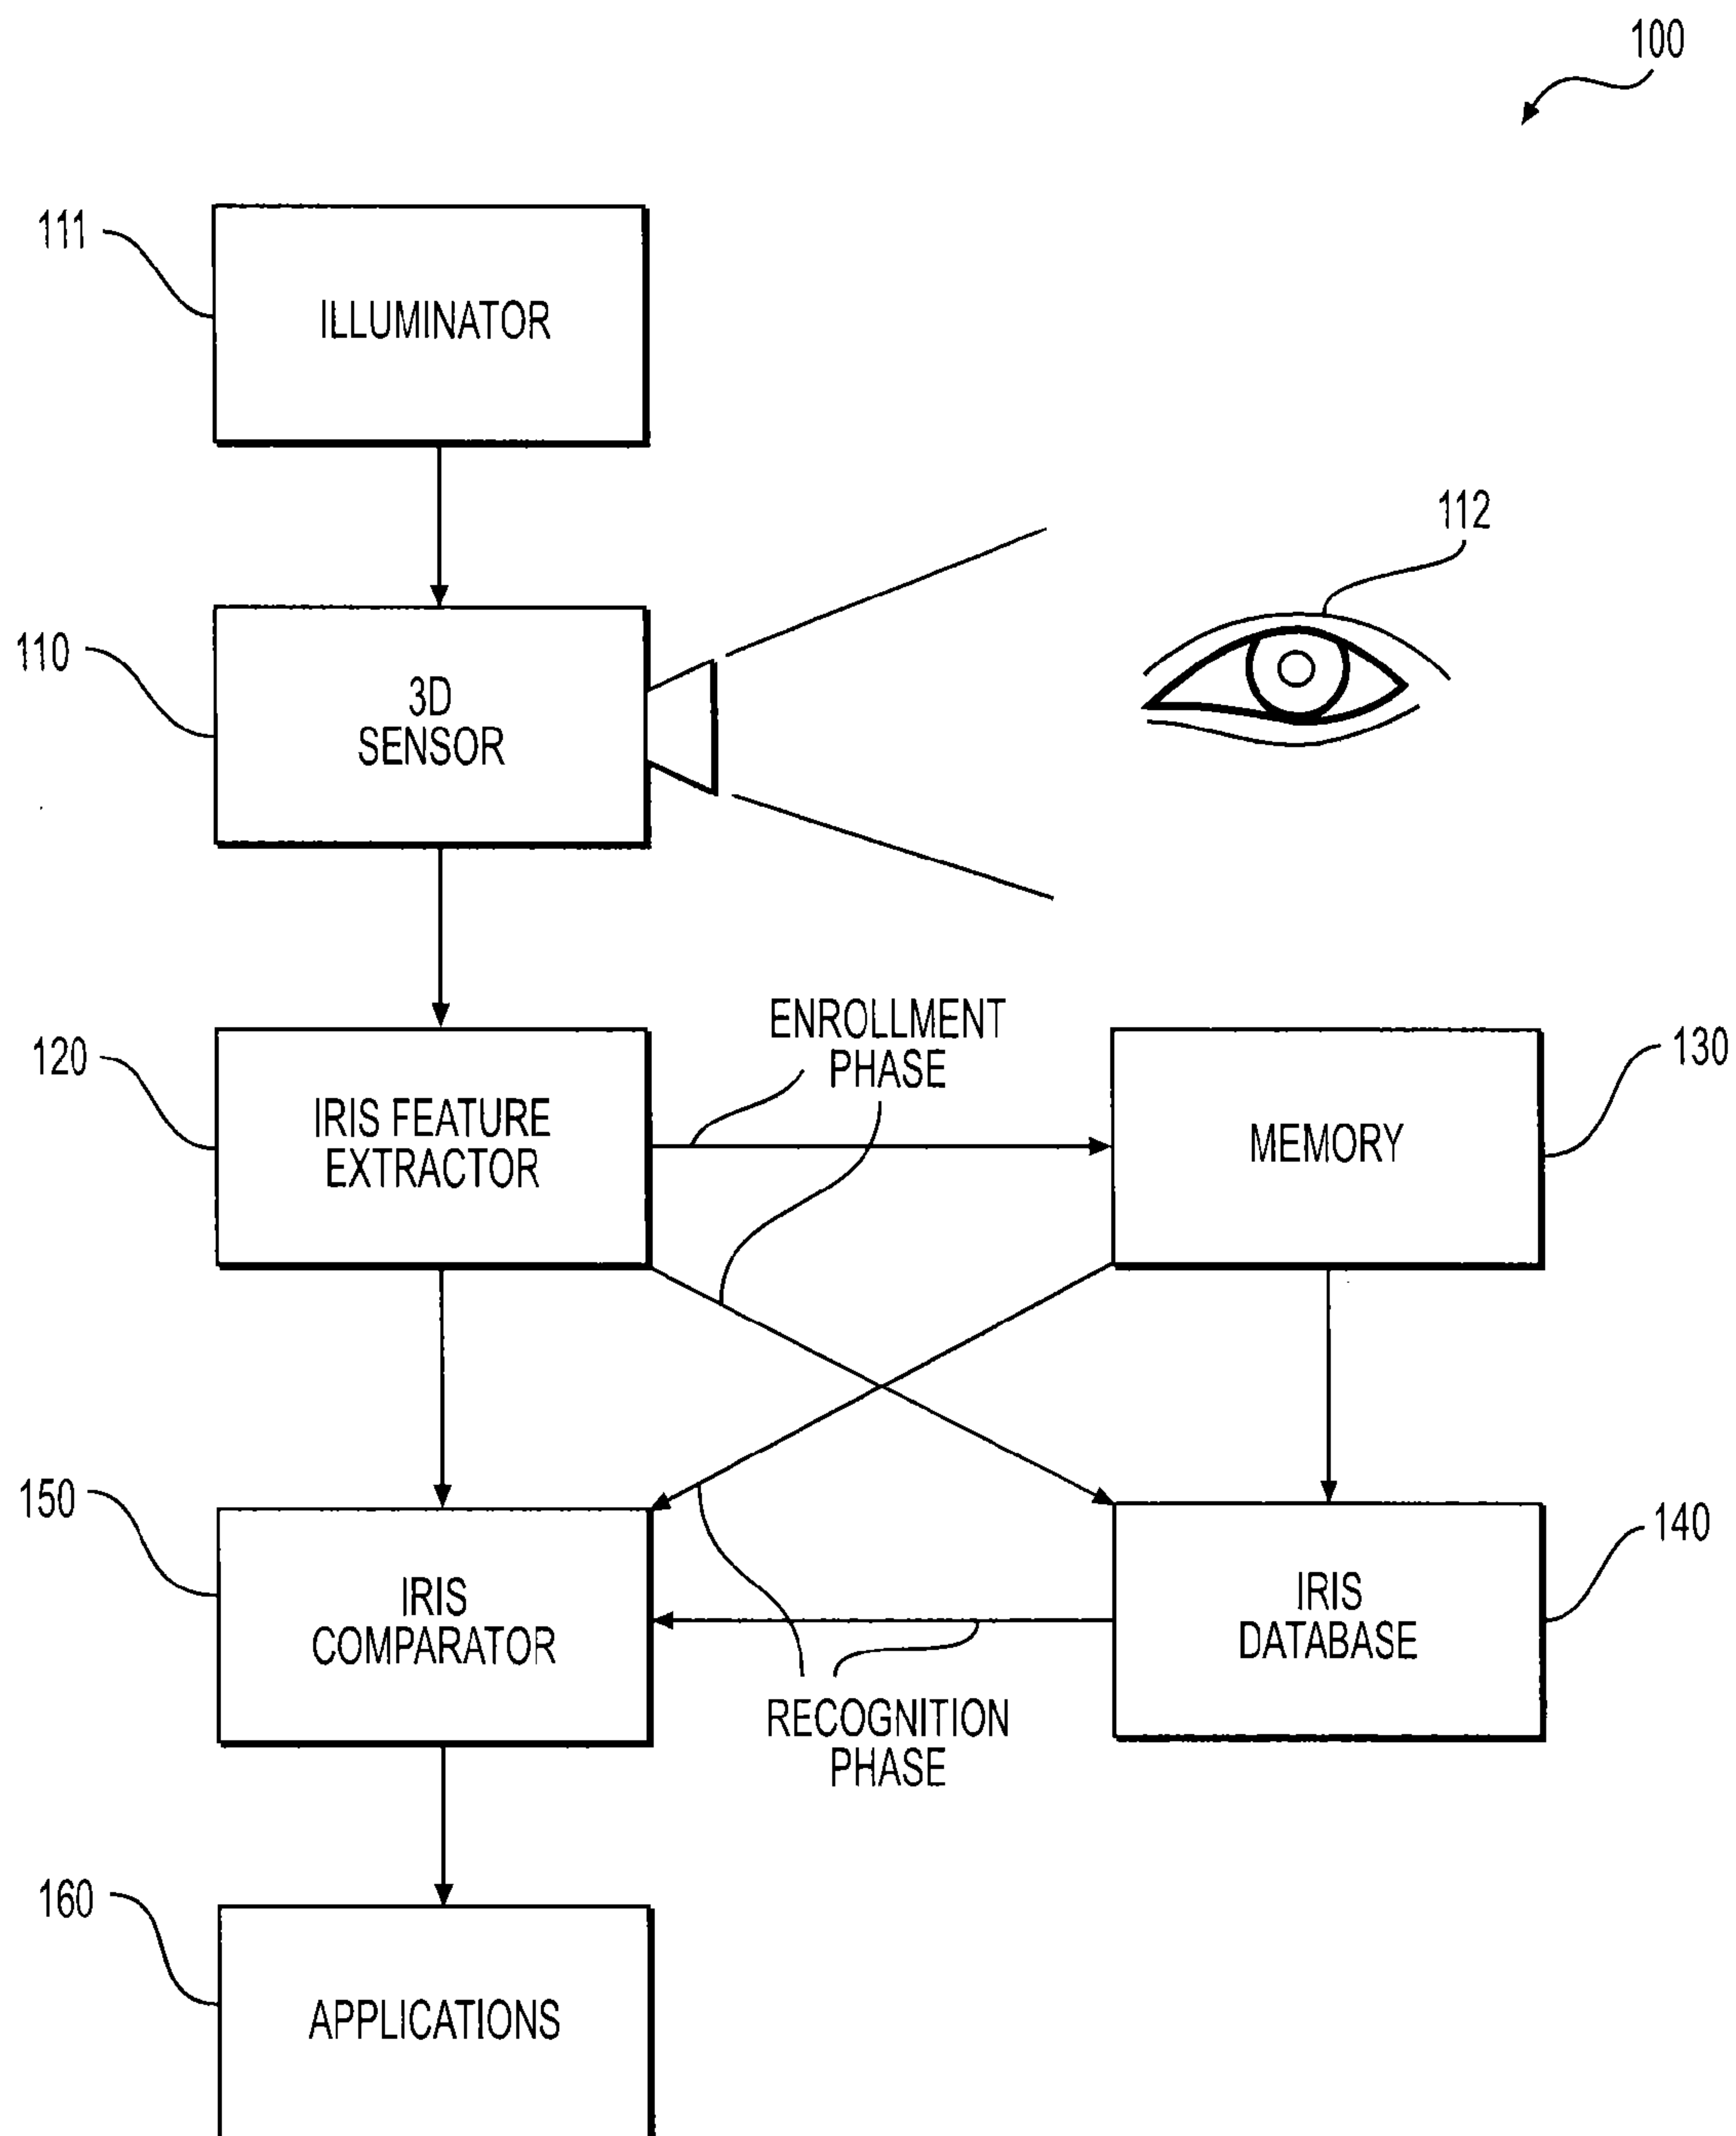 100
111
ILLUMINATOR
112
110
3D
SENSOR
ENROLLMENT
PHASE
120
IRIS FEATURE
EXTRACTOR
MEMORY
130
150
IRIS
COMPARATOR
IRIS
DATABASE
140
RECOGNITION
PHASE
160
APPLICATIONS